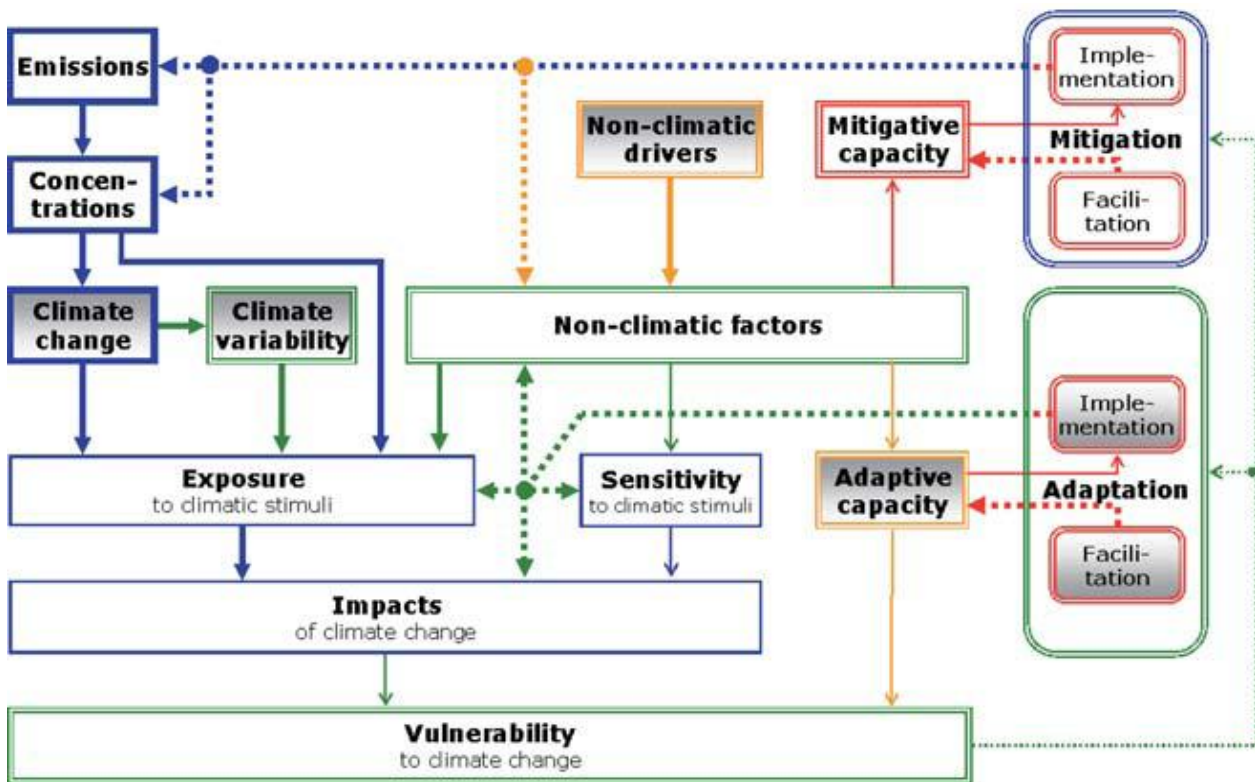 Emissions
Imple-
mentation
Non-climatic
drivers
Mitigative
capacity
Mitigation
Concen-
trations
Facili-
tation
Climate
change
Climate
variability
Non-climatic factors
Imple-
mentation
Exposure
to climatic stimuli
Sensitivity
to climatic stimuli
Adaptive
capacity
Adaptation
Facili-
tation
Impacts
of climate change
Vulnerability
to climate change